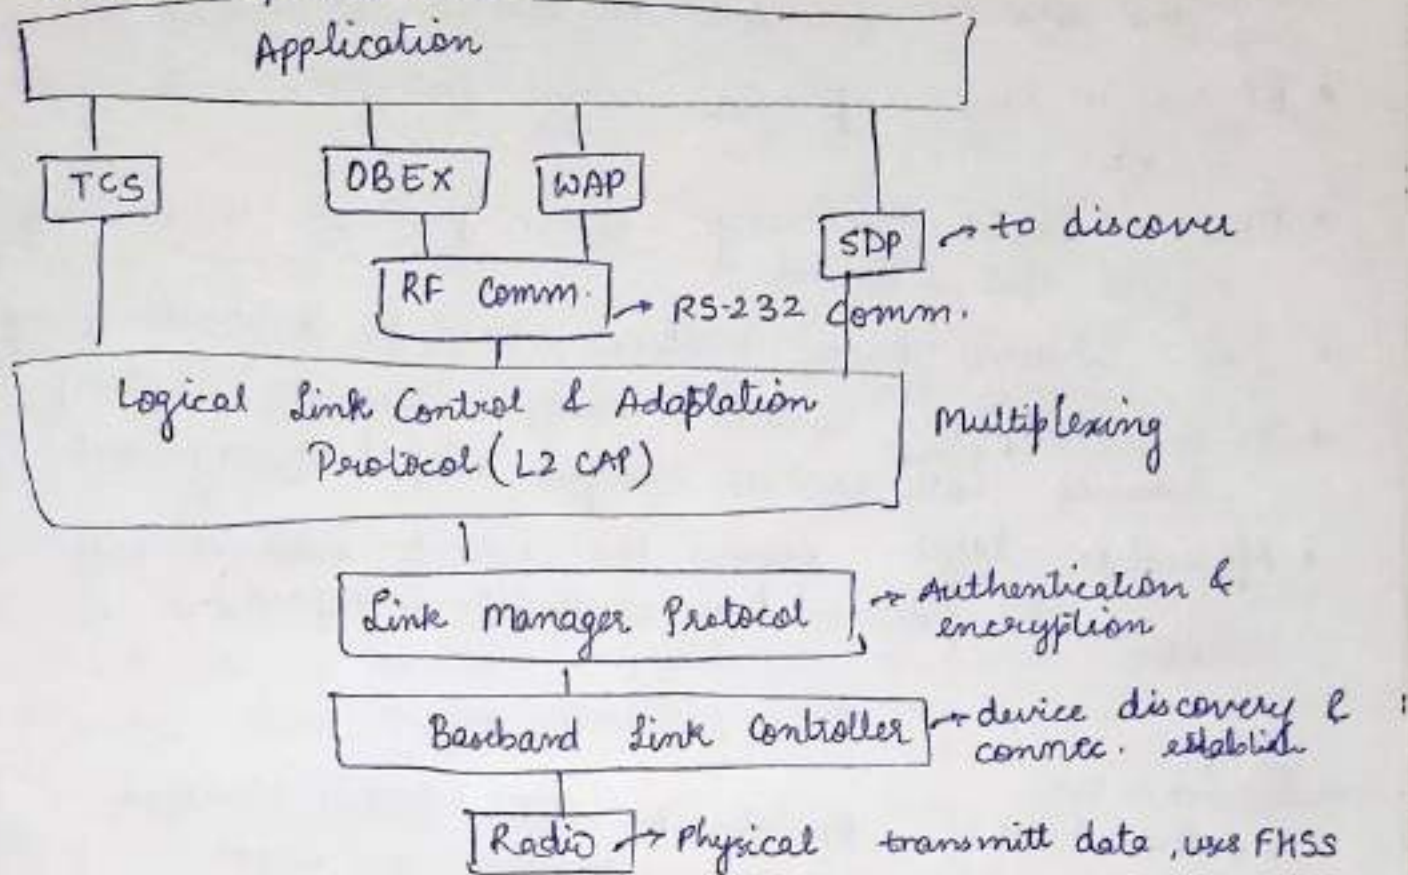 Application
TCS
OBEX
WAP
SDP → to discover
RF Comm. → RS-232 Comm.
Logical Link Control & Adaptation
Protocol (L2 CAP)
Multiplexing
Link Manager Protocol → Authentication &
encryption
Baseband Link Controller → device discovery &
connec. establish
Radio → Physical transmitt data, uses FHSS